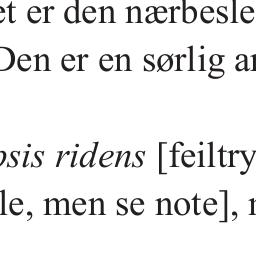 et er den nærbesle
Den er en sørlig ar
osis ridens [feiltry
le, men se note], r